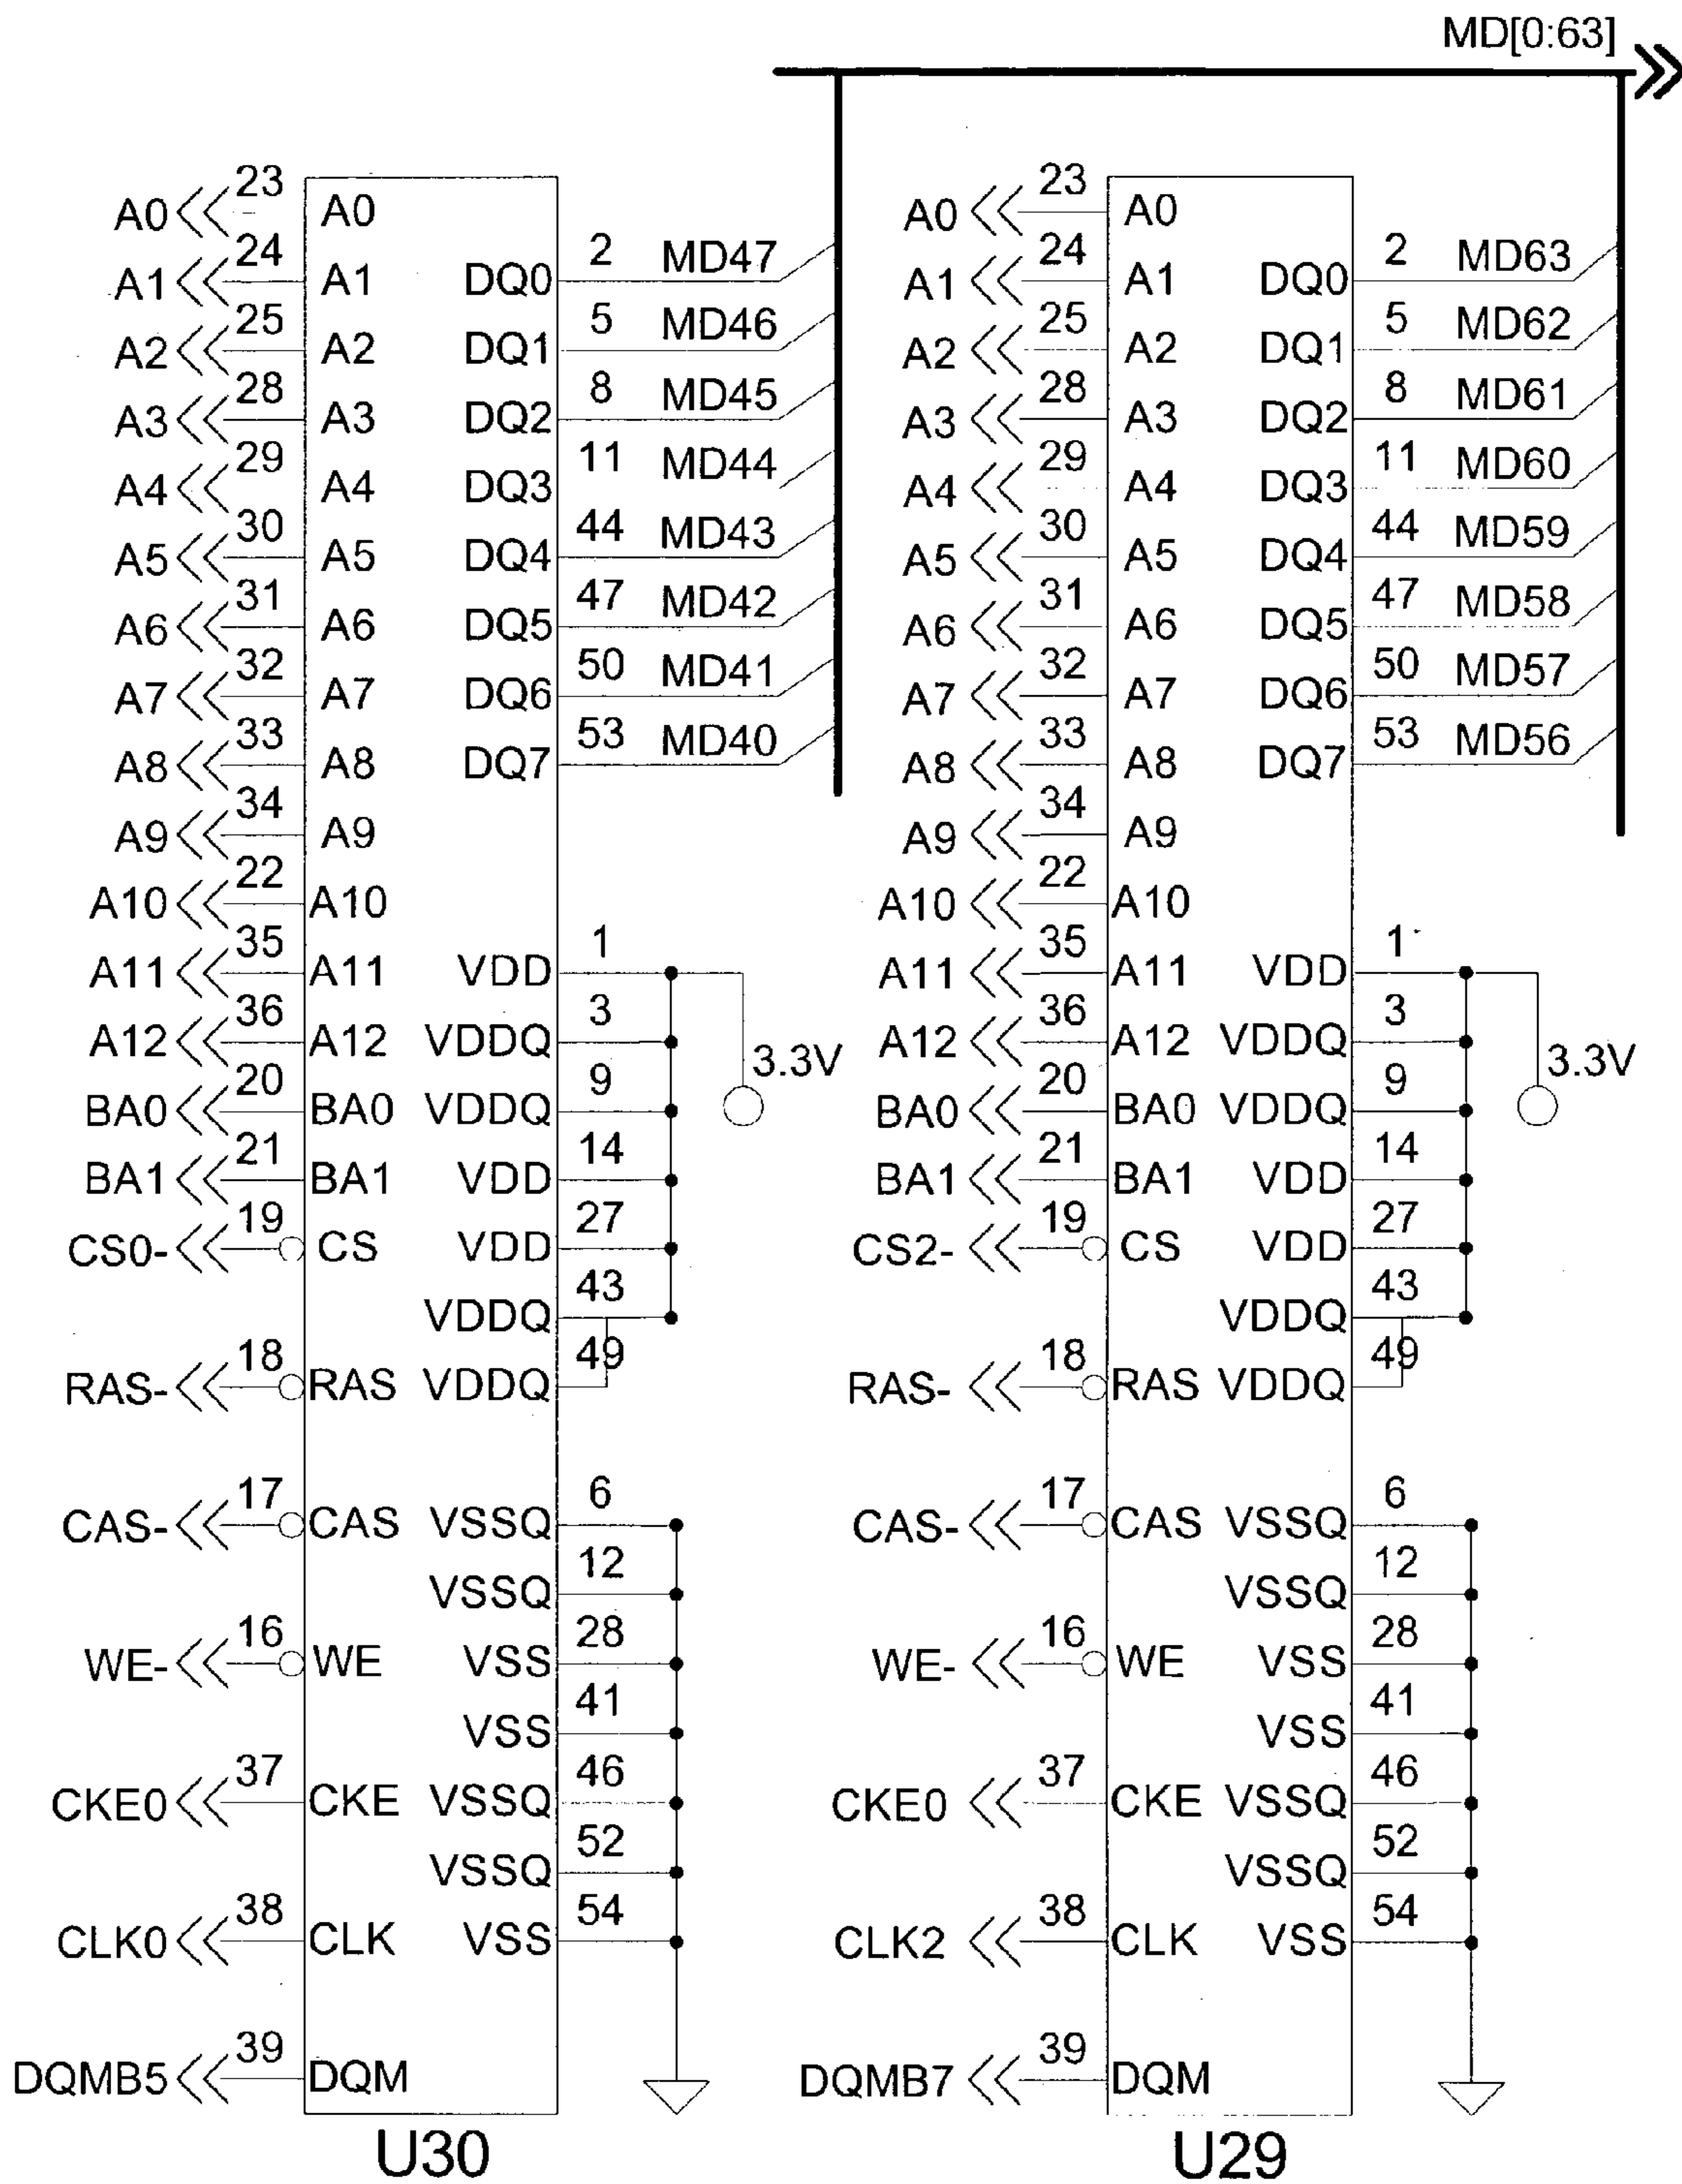 MD[0:63]
A0 23 A0
A1 24 A1 DQ0 2 MD47
A2 25 A2 DQ1 5 MD46
A3 28 A3 DQ2 8 MD45
A4 29 A4 DQ3 11 MD44
A5 30 A5 DQ4 44 MD43
A6 31 A6 DQ5 47 MD42
A7 32 A7 DQ6 50 MD41
A8 33 A8 DQ7 53 MD40
A9 34 A9
A10 22 A10
A11 35 A11 VDD 1
A12 36 A12 VDDQ 3
3.3V
BA0 20 BA0 VDDQ 9
BA1 21 BA1 VDD 14
CS0- 19 CS VDD 27
VDDQ 43
RAS- 18 RAS VDDQ 49
CAS- 17 CAS VSSQ 6
VSSQ 12
WE- 16 WE VSS 28
VSS 41
CKE0 37 CKE VSSQ 46
VSSQ 52
CLK0 38 CLK VSS 54
DQMB5 39 DQM
U30
A0 23 A0
A1 24 A1 DQ0 2 MD63
A2 25 A2 DQ1 5 MD62
A3 28 A3 DQ2 8 MD61
A4 29 A4 DQ3 11 MD60
A5 30 A5 DQ4 44 MD59
A6 31 A6 DQ5 47 MD58
A7 32 A7 DQ6 50 MD57
A8 33 A8 DQ7 53 MD56
A9 34 A9
A10 22 A10
A11 35 A11 VDD 1
A12 36 A12 VDDQ 3
3.3V
BA0 20 BA0 VDDQ 9
BA1 21 BA1 VDD 14
CS2- 19 CS VDD 27
VDDQ 43
RAS- 18 RAS VDDQ 49
CAS- 17 CAS VSSQ 6
VSSQ 12
WE- 16 WE VSS 28
VSS 41
CKE0 37 CKE VSSQ 46
VSSQ 52
CLK2 38 CLK VSS 54
DQMB7 39 DQM
U29